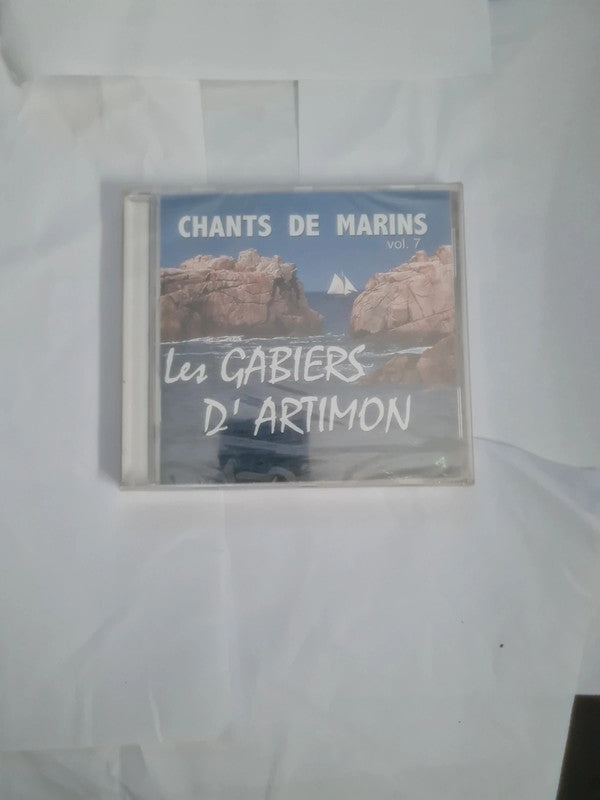 CHANTS DE MARINS
vol. 7
Les GABIERS
D'ARTIMON